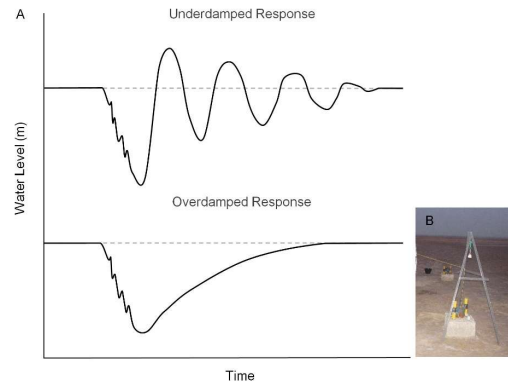 A
Underdamped Response
Water Level (m)
Overdamped Response
B
Time